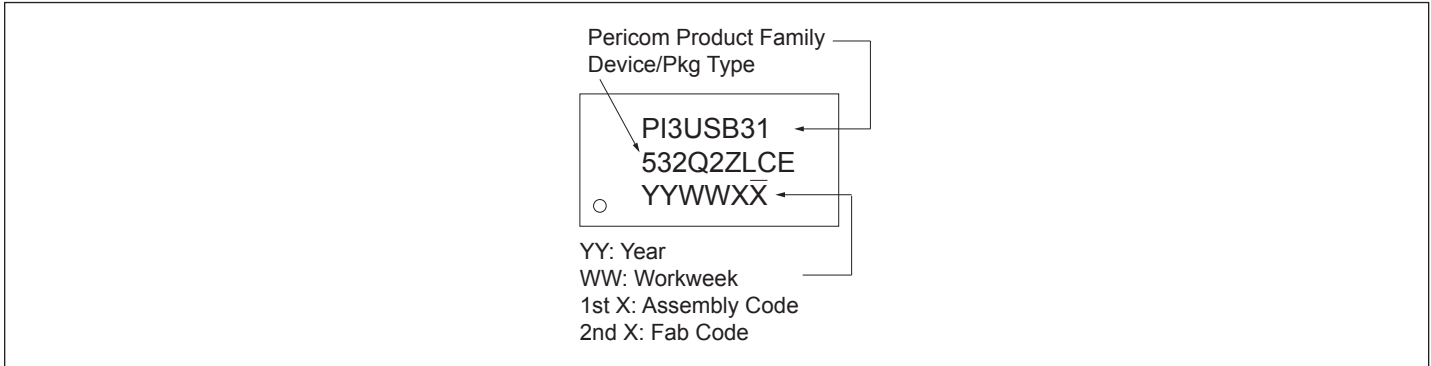 Pericom Product Family
Device/Pkg Type
PI3USB31
532Q2ZLCE
YYWWXX̅
YY: Year
WW: Workweek
1st X: Assembly Code
2nd X: Fab Code